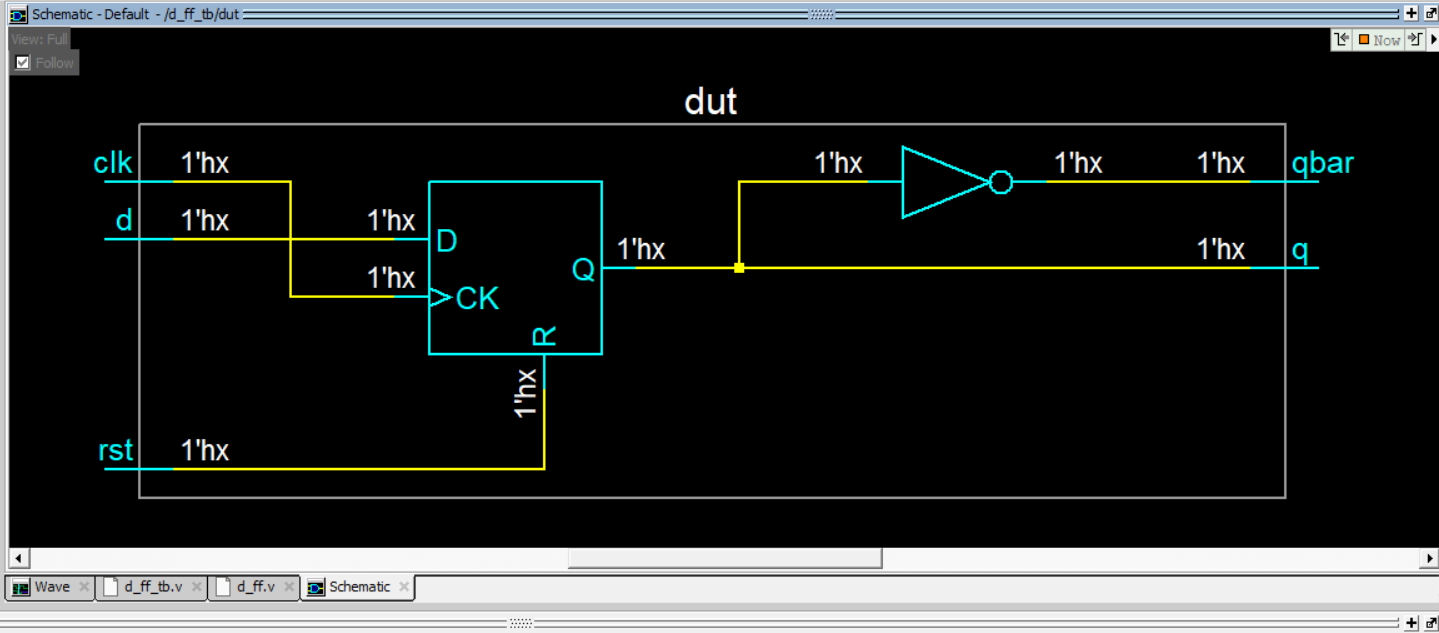 Schematic - Default - /d_ff_tb/dut
View: Full
Now
Follow
dut
clk 1'hx 1'hx 1'hx 1'hx qbar
d 1'hx 1'hx D
1'hx Q 1'hx q
1'hx CK
R
1'hx
rst 1'hx
Wave d_ff_tb.v d_ff.v Schematic